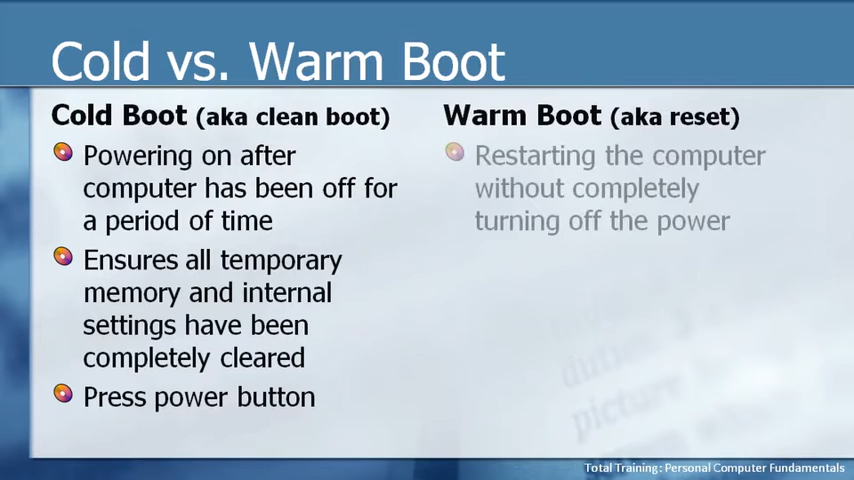 Cold vs. Warm Boot
Cold Boot (aka clean boot)
Powering on after
computer has been off for
a period of time
Ensures all temporary
memory and internal
settings have been
completely cleared
Press power button
Warm Boot (aka reset)
Restarting the computer
without completely
turning off the power
picture
Total Training: Personal Computer Fundamentals